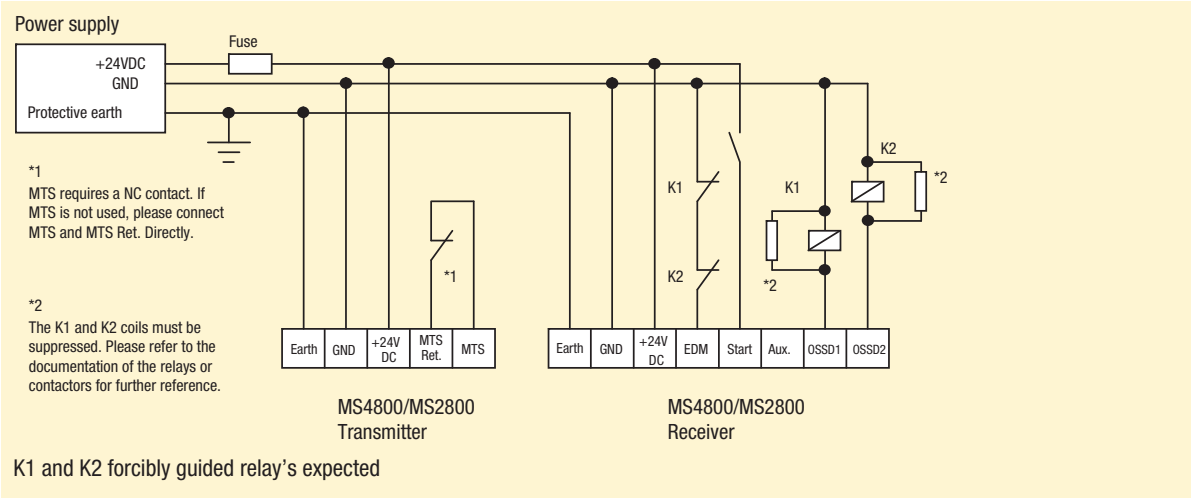 Power supply
Fuse
+24VDC
GND
Protective earth
*1
MTS requires a NC contact. If
MTS is not used, please connect
MTS and MTS Ret. Directly.
*2
The K1 and K2 coils must be
suppressed. Please refer to the
documentation of the relays or
contactors for further reference.
*1
K1
K2
K1
*2
K2
*2
Earth
GND
+24V
DC
MTS
Ret.
MTS
Earth
GND
+24V
DC
EDM
Start
Aux.
OSSD1
OSSD2
MS4800/MS2800
Transmitter
MS4800/MS2800
Receiver
K1 and K2 forcibly guided relay’s expected